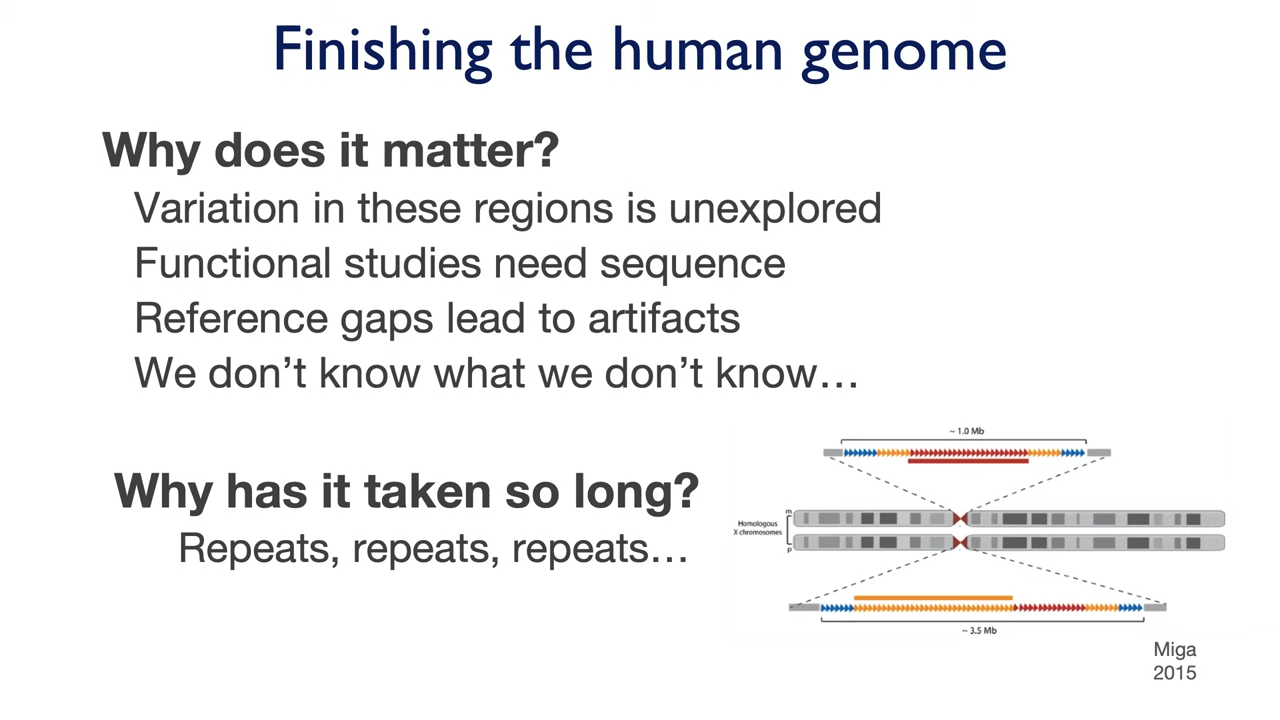 Finishing the human genome
Why does it matter?
Variation in these regions is unexplored
Functional studies need sequence
Reference gaps lead to artifacts
We don’t know what we don’t know…
Why has it taken so long?
Repeats, repeats, repeats…
~ 1.0 Mb
m
Homologous
X chromosomes
p
~ 3.5 Mb
Miga
2015